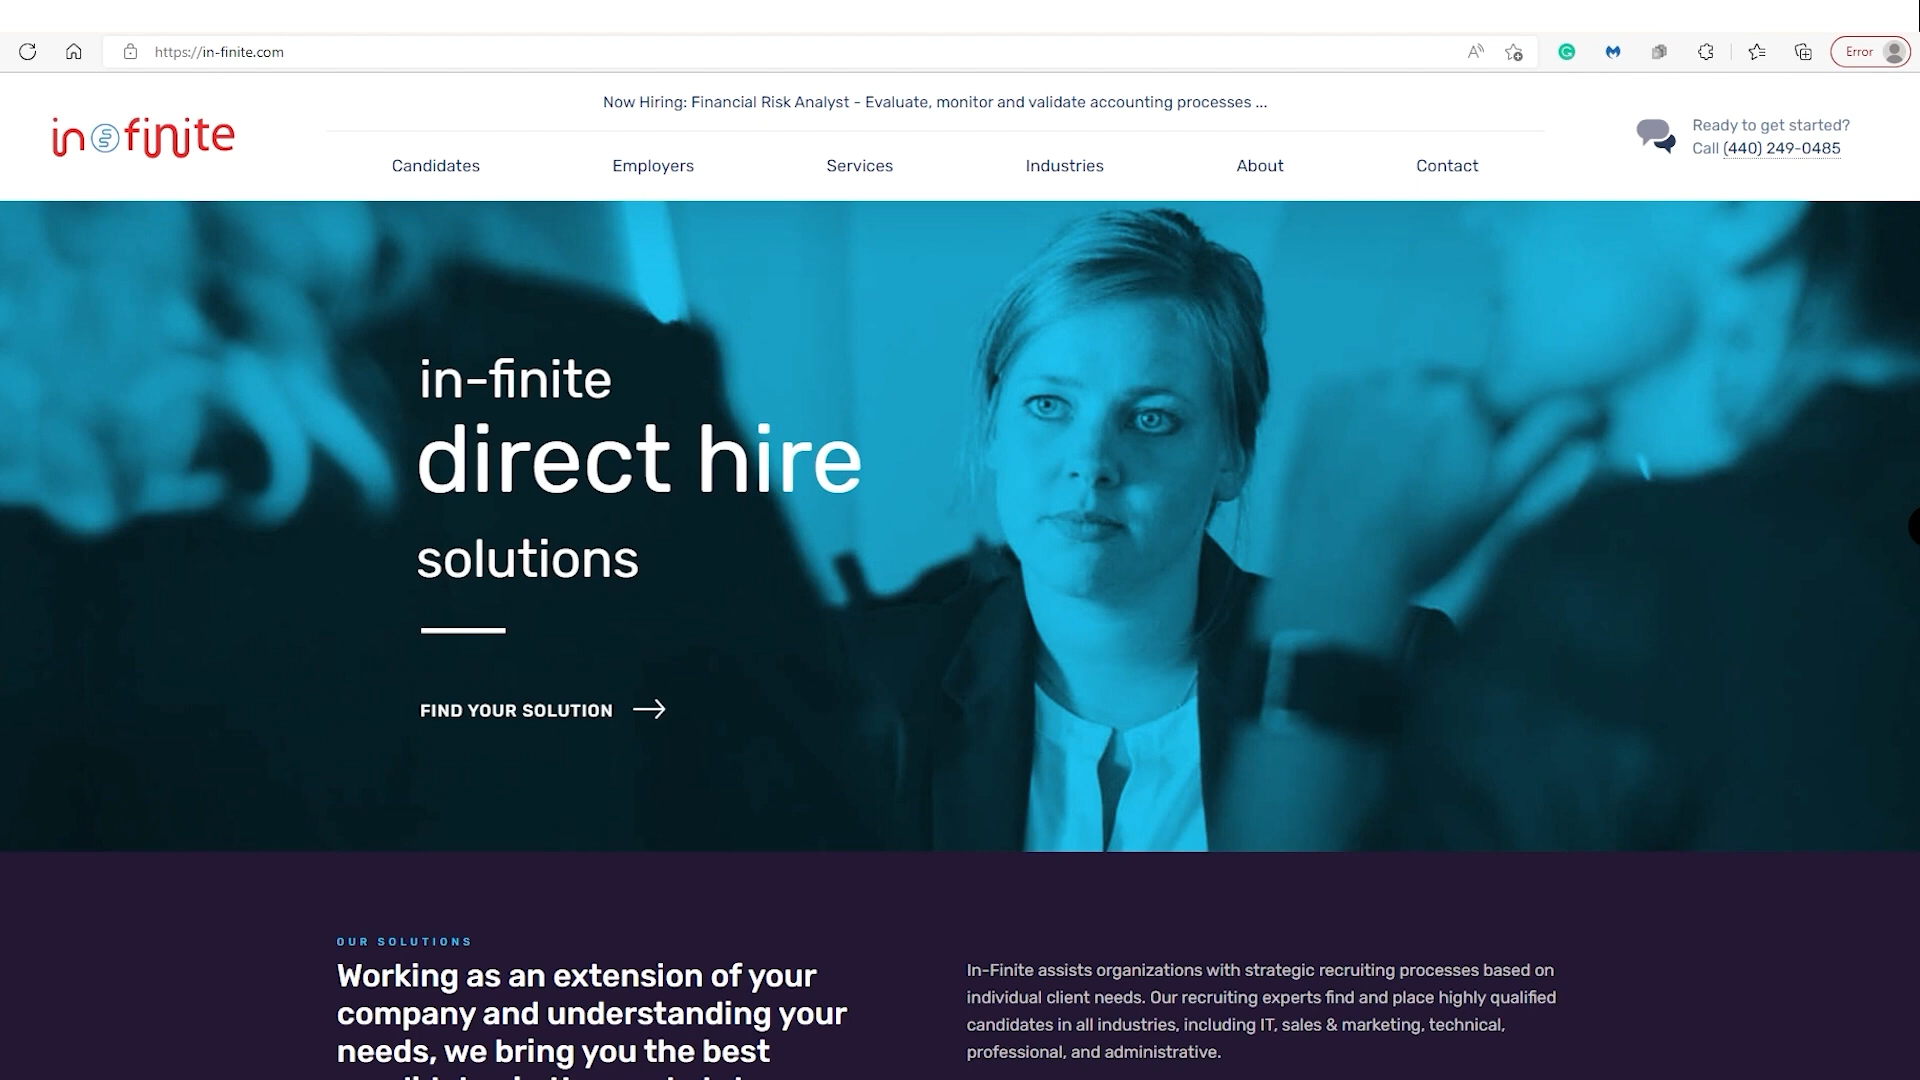 https://in-finite.com
Error
in finite
Now Hiring: Financial Risk Analyst - Evaluate, monitor and validate accounting processes ...
Candidates
Employers
Services
Industries
About
Contact
Ready to get started?
Call (440) 249-0485
in-finite
direct hire
solutions
FIND YOUR SOLUTION
OUR SOLUTIONS
Working as an extension of your
company and understanding your
needs, we bring you the best
In-Finite assists organizations with strategic recruiting processes based on
individual client needs. Our recruiting experts find and place highly qualified
candidates in all industries, including IT, sales & marketing, technical,
professional, and administrative.